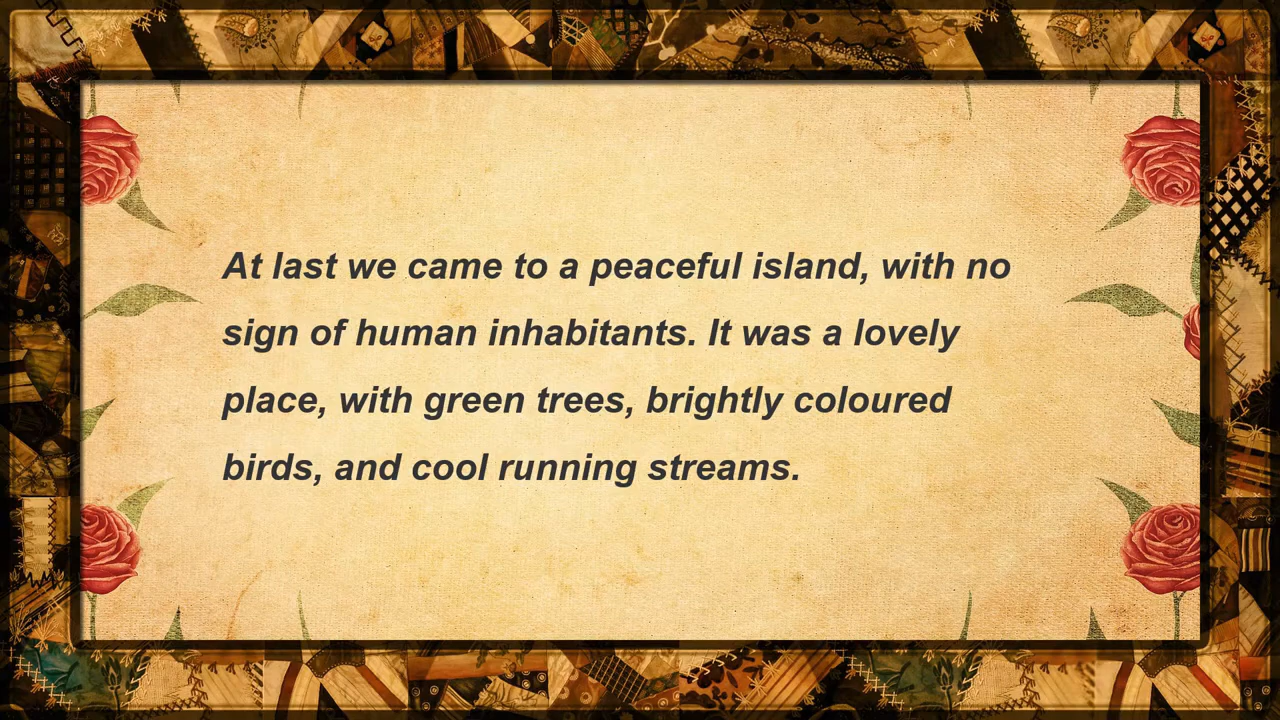 At last we came to a peaceful island, with no
sign of human inhabitants. It was a lovely
place, with green trees, brightly coloured
birds, and cool running streams.